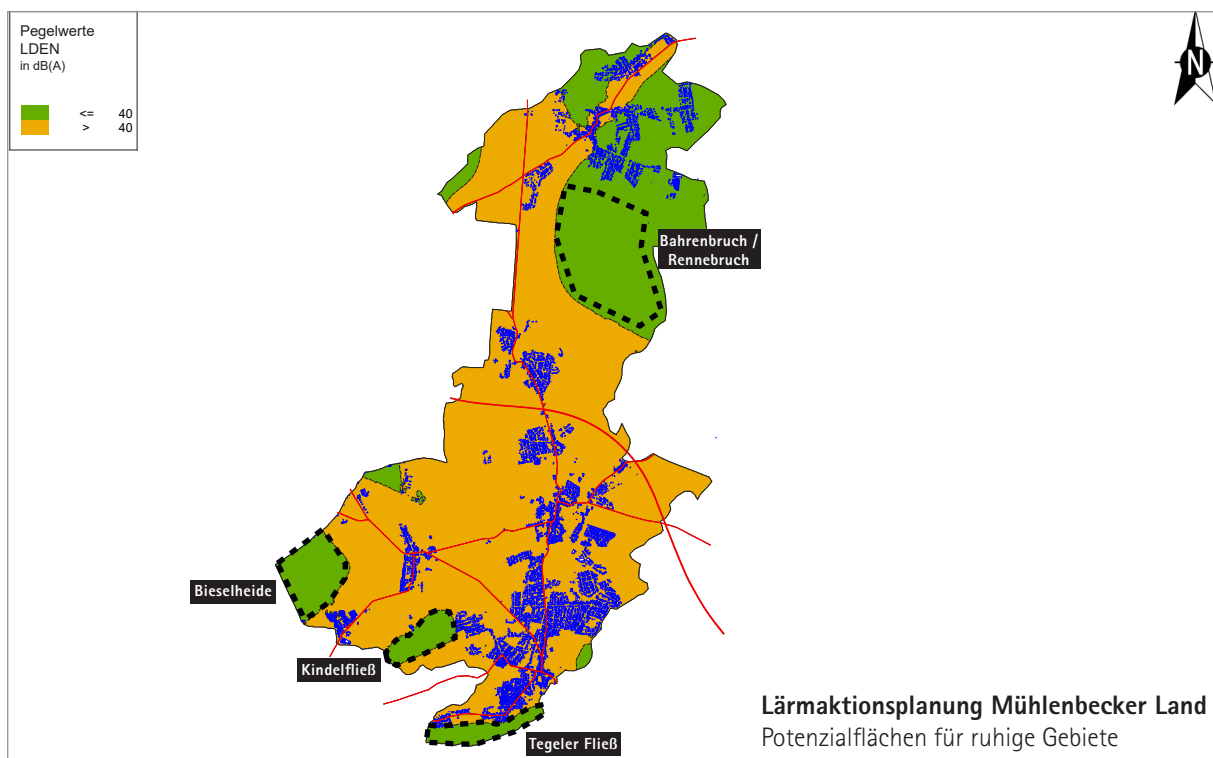 Pegelwerte
LDEN
in dB(A)
<= 40
> 40
N
Bahrenbruch /
Rennebruch
Bieselheide
Kindelfließ
Tegeler Fließ
Lärmaktionsplanung Mühlenbecker Land
Potenzialflächen für ruhige Gebiete